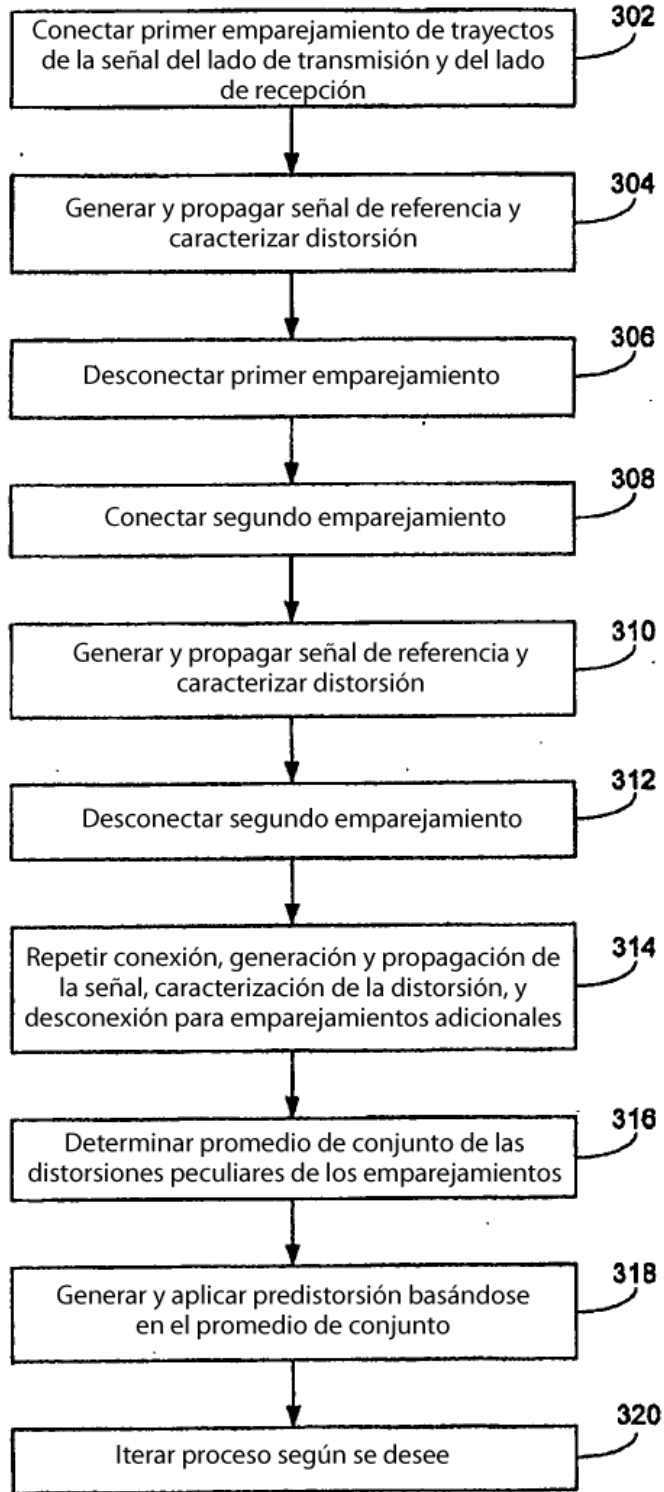 302
Conectar primer emparejamiento de trayectos
de la señal del lado de transmisión y del lado
de recepción
304
Generar y propagar señal de referencia y
caracterizar distorsión
306
Desconectar primer emparejamiento
308
Conectar segundo emparejamiento
310
Generar y propagar señal de referencia y
caracterizar distorsión
312
Desconectar segundo emparejamiento
314
Repetir conexión, generación y propagación de
la señal, caracterización de la distorsión, y
desconexión para emparejamientos adicionales
316
Determinar promedio de conjunto de las
distorsiones peculiares de los emparejamientos
318
Generar y aplicar predistorsión basándose
en el promedio de conjunto
320
Iterar proceso según se desee